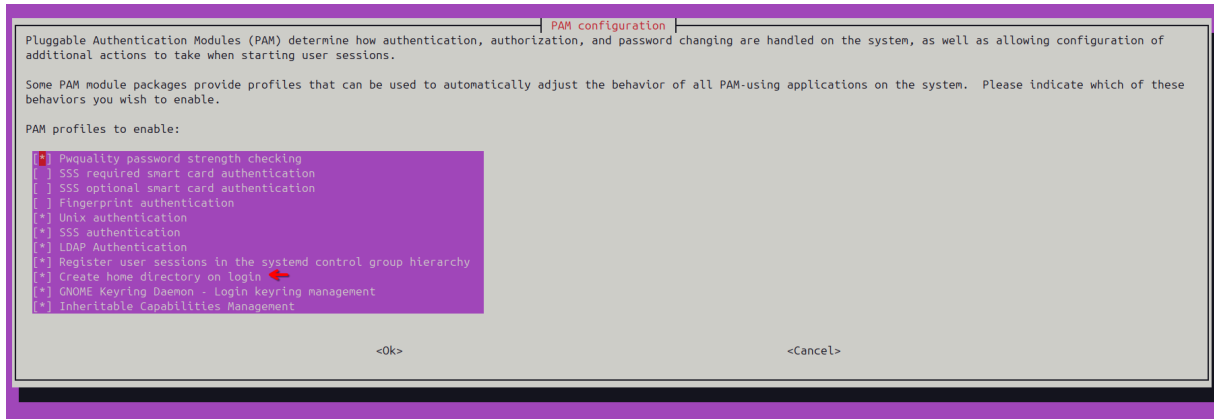 PAM configuration
Pluggable Authentication Modules (PAM) determine how authentication, authorization, and password changing are handled on the system, as well as allowing configuration of
additional actions to take when starting user sessions.
Some PAM module packages provide profiles that can be used to automatically adjust the behavior of all PAM-using applications on the system.  Please indicate which of these
behaviors you wish to enable.
PAM profiles to enable:
[*] Pwquality password strength checking
[ ] SSS required smart card authentication
[ ] SSS optional smart card authentication
[ ] Fingerprint authentication
[*] Unix authentication
[*] SSS authentication
[*] LDAP Authentication
[*] Register user sessions in the systemd control group hierarchy
[*] Create home directory on login
[*] GNOME Keyring Daemon - Login keyring management
[*] Inheritable Capabilities Management
<Ok> <Cancel>